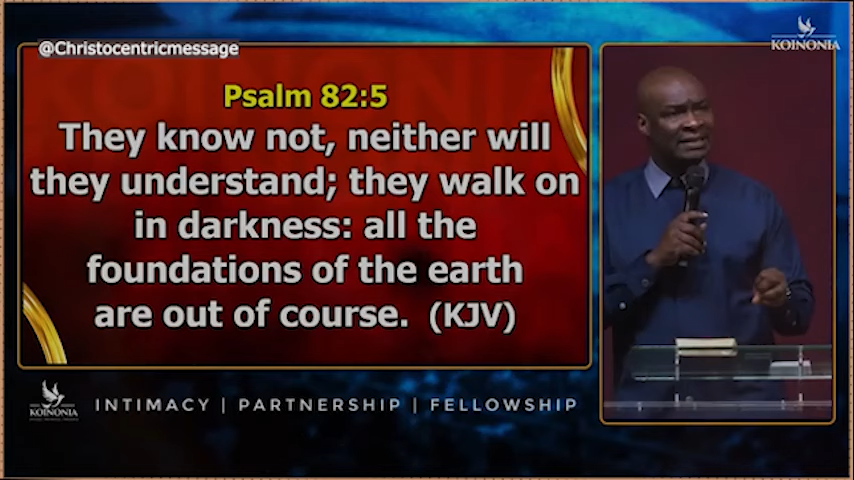 @Christocentricmessage
KOINONIA
Psalm 82:5
They know not, neither will
they understand; they walk on
in darkness: all the
foundations of the earth
are out of course. (KJV)
KOINONIA
INTIMACY | PARTNERSHIP | FELLOWSHIP